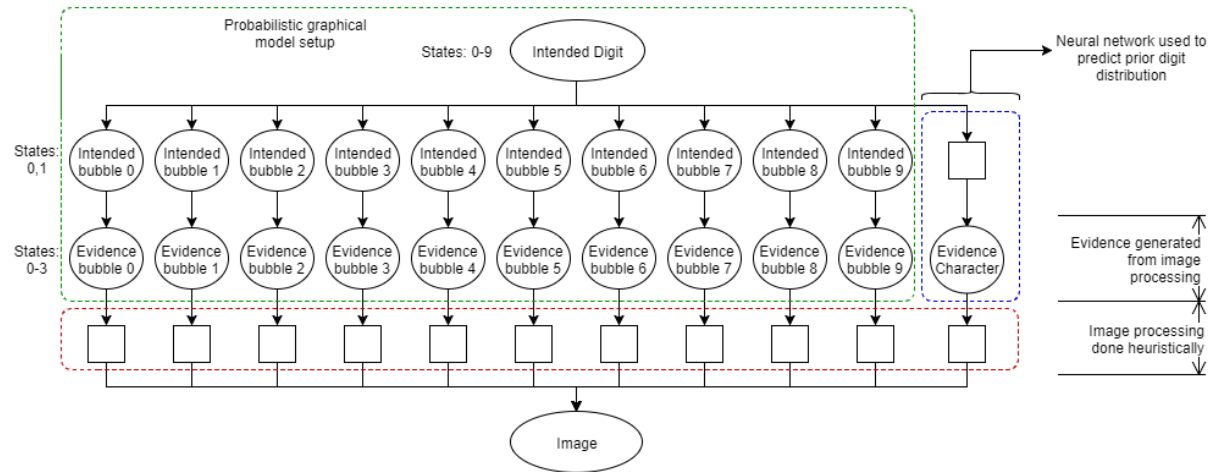 Probabilistic graphical
model setup
States: 0-9
Intended Digit
Neural network used to
predict prior digit
distribution
States:
0,1
Intended
bubble 0
Intended
bubble 1
Intended
bubble 2
Intended
bubble 3
Intended
bubble 4
Intended
bubble 5
Intended
bubble 6
Intended
bubble 7
Intended
bubble 8
Intended
bubble 9
States:
0-3
Evidence
bubble 0
Evidence
bubble 1
Evidence
bubble 2
Evidence
bubble 3
Evidence
bubble 4
Evidence
bubble 5
Evidence
bubble 6
Evidence
bubble 7
Evidence
bubble 8
Evidence
bubble 9
Evidence
Character
Evidence generated
from image
processing
Image processing
done heuristically
Image